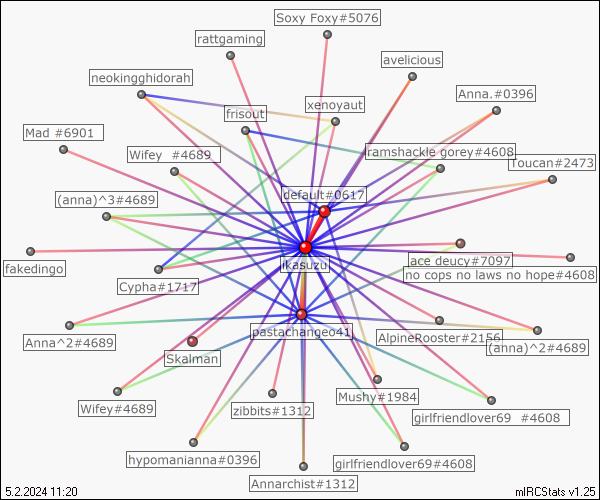 Soxy Foxy#5076
rattgaming
avelicious
neokingghidorah
Anna.#0396
xenoyaut
frisout
Mad #6901
Wifey #4689
ramshackle gorey#4608
Toucan#2473
default#0617
(anna)^3#4689
ikasuzu
ace deucy#7097
fakedingo
no cops no laws no hope#4608
Cypha#1717
pastachangeo41
Anna^2#4689
AlpineRooster#2156
(anna)^2#4689
Skalman
Mushy#1984
Wifey#4689
zibbits#1312
girlfriendlover69 #4608
hypomanianna#0396
girlfriendlover69#4608
Annarchist#1312
5.2.2024 11:20
mIRCStats v1.25